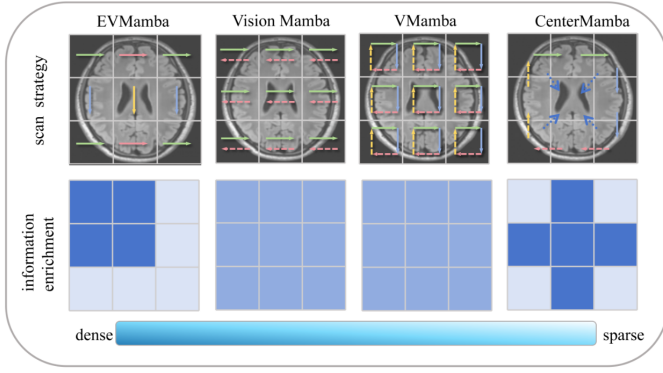 EVMamba Vision Mamba VMamba CenterMamba
scan strategy
information
enrichment
dense sparse